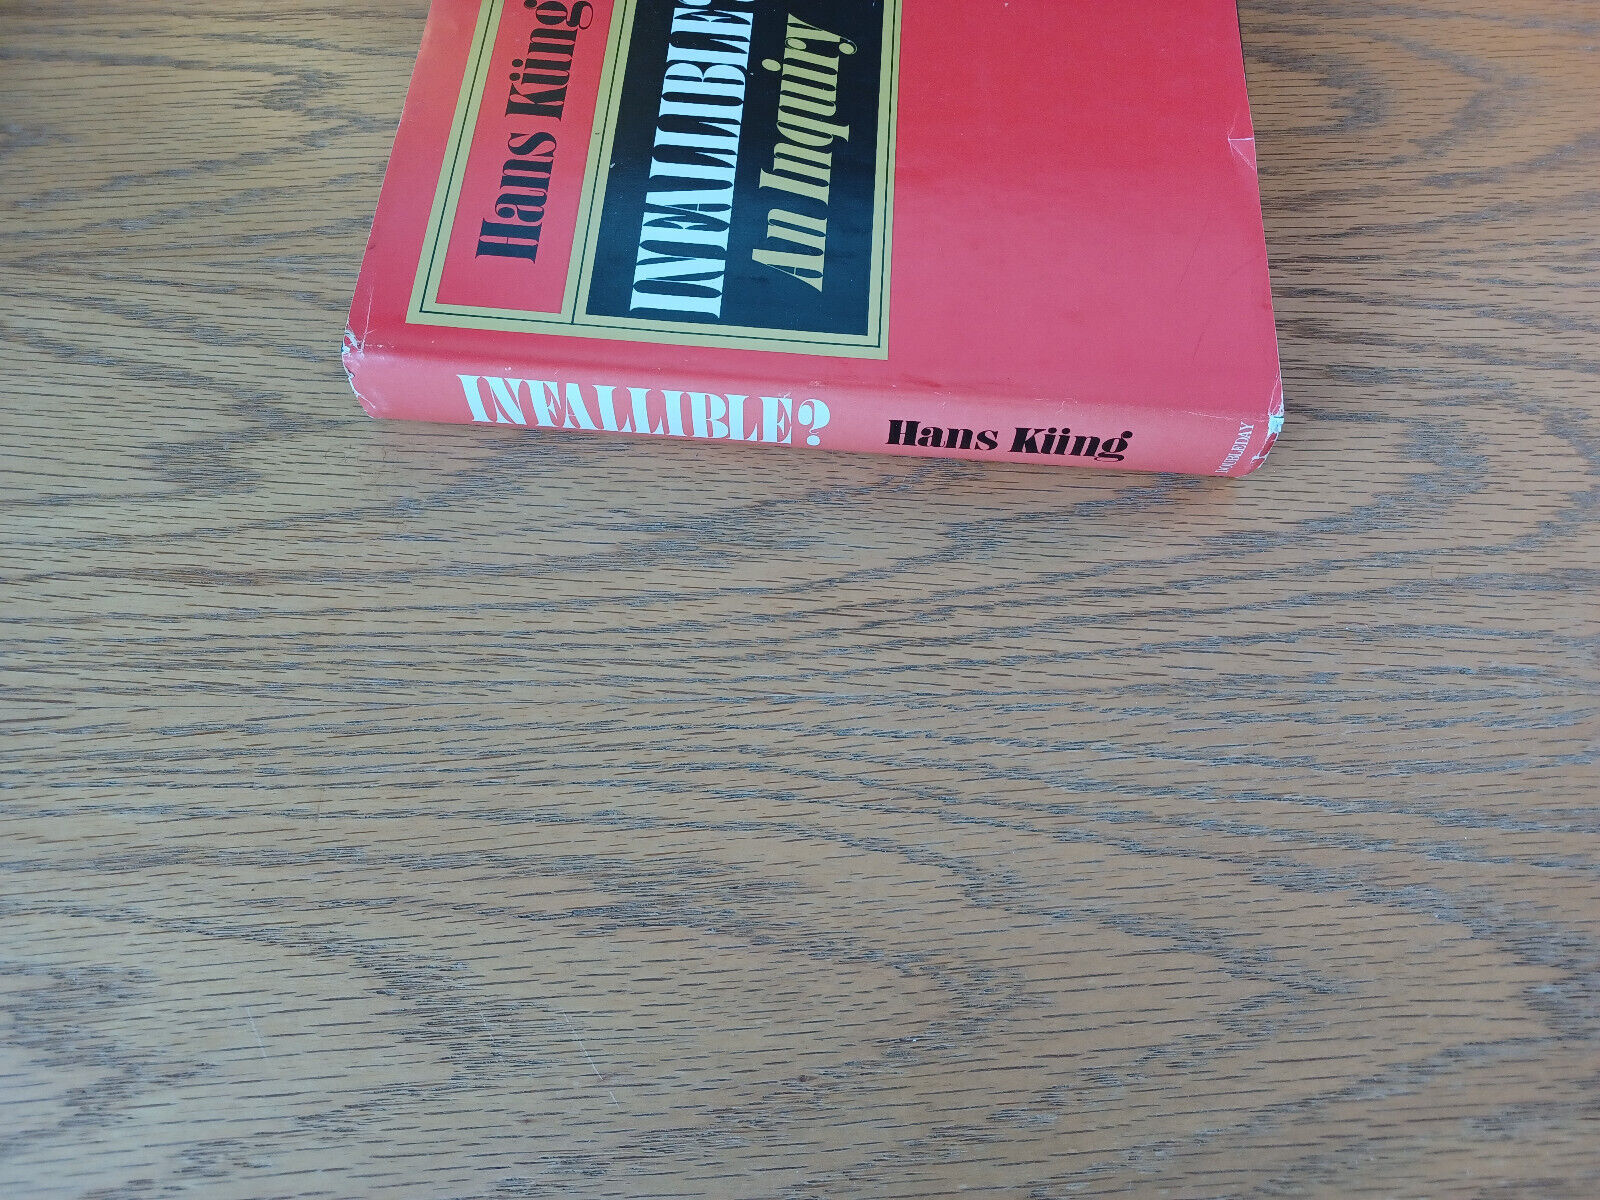 Hans Küng
INFALLIBLE?
An Inquiry
INFALLIBLE? Hans Küng DOUBLEDAY